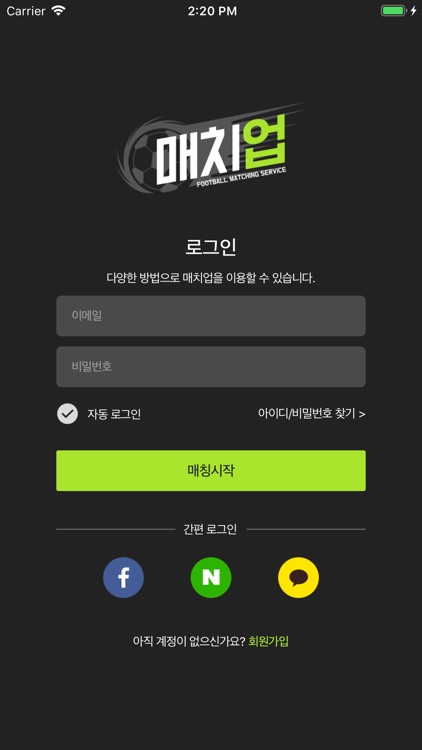 Carrier
2:20 PM
매치업
FOOTBALL MATCHING SERVICE
로그인
다양한 방법으로 매치업을 이용할 수 있습니다.
이메일
비밀번호
자동 로그인
아이디/비밀번호 찾기 >
매칭시작
간편 로그인
f
N
아직 계정이 없으신가요? 회원가입